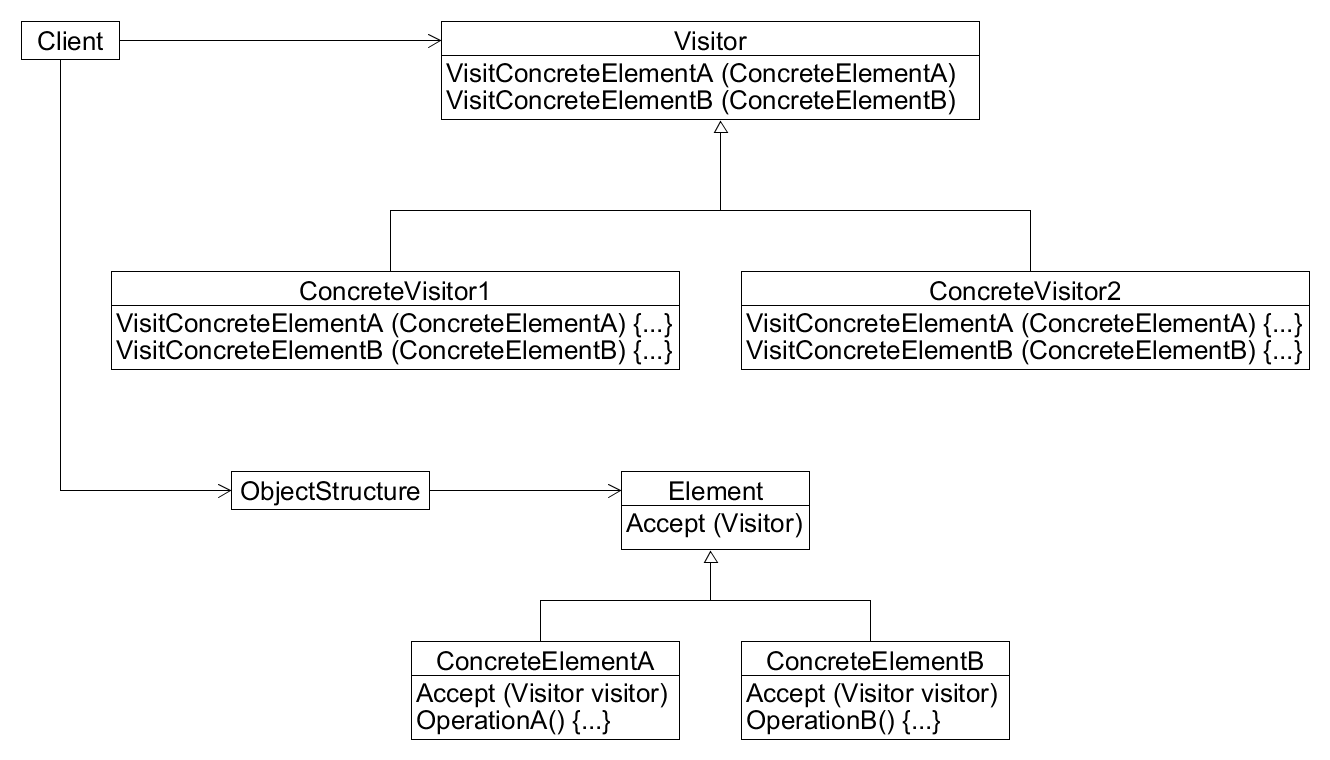 Client
Visitor
VisitConcreteElementA (ConcreteElementA)
VisitConcreteElementB (ConcreteElementB)
ConcreteVisitor1
VisitConcreteElementA (ConcreteElementA) {...}
VisitConcreteElementB (ConcreteElementB) {...}
ConcreteVisitor2
VisitConcreteElementA (ConcreteElementA) {...}
VisitConcreteElementB (ConcreteElementB) {...}
ObjectStructure
Element
Accept (Visitor)
ConcreteElementA
Accept (Visitor visitor)
OperationA() {...}
ConcreteElementB
Accept (Visitor visitor)
OperationB() {...}